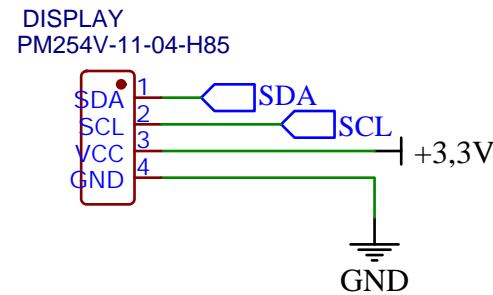 DISPLAY
PM254V-11-04-H85
SDA 1 SDA
SCL 2 SCL
VCC 3 +3,3V
GND 4
GND